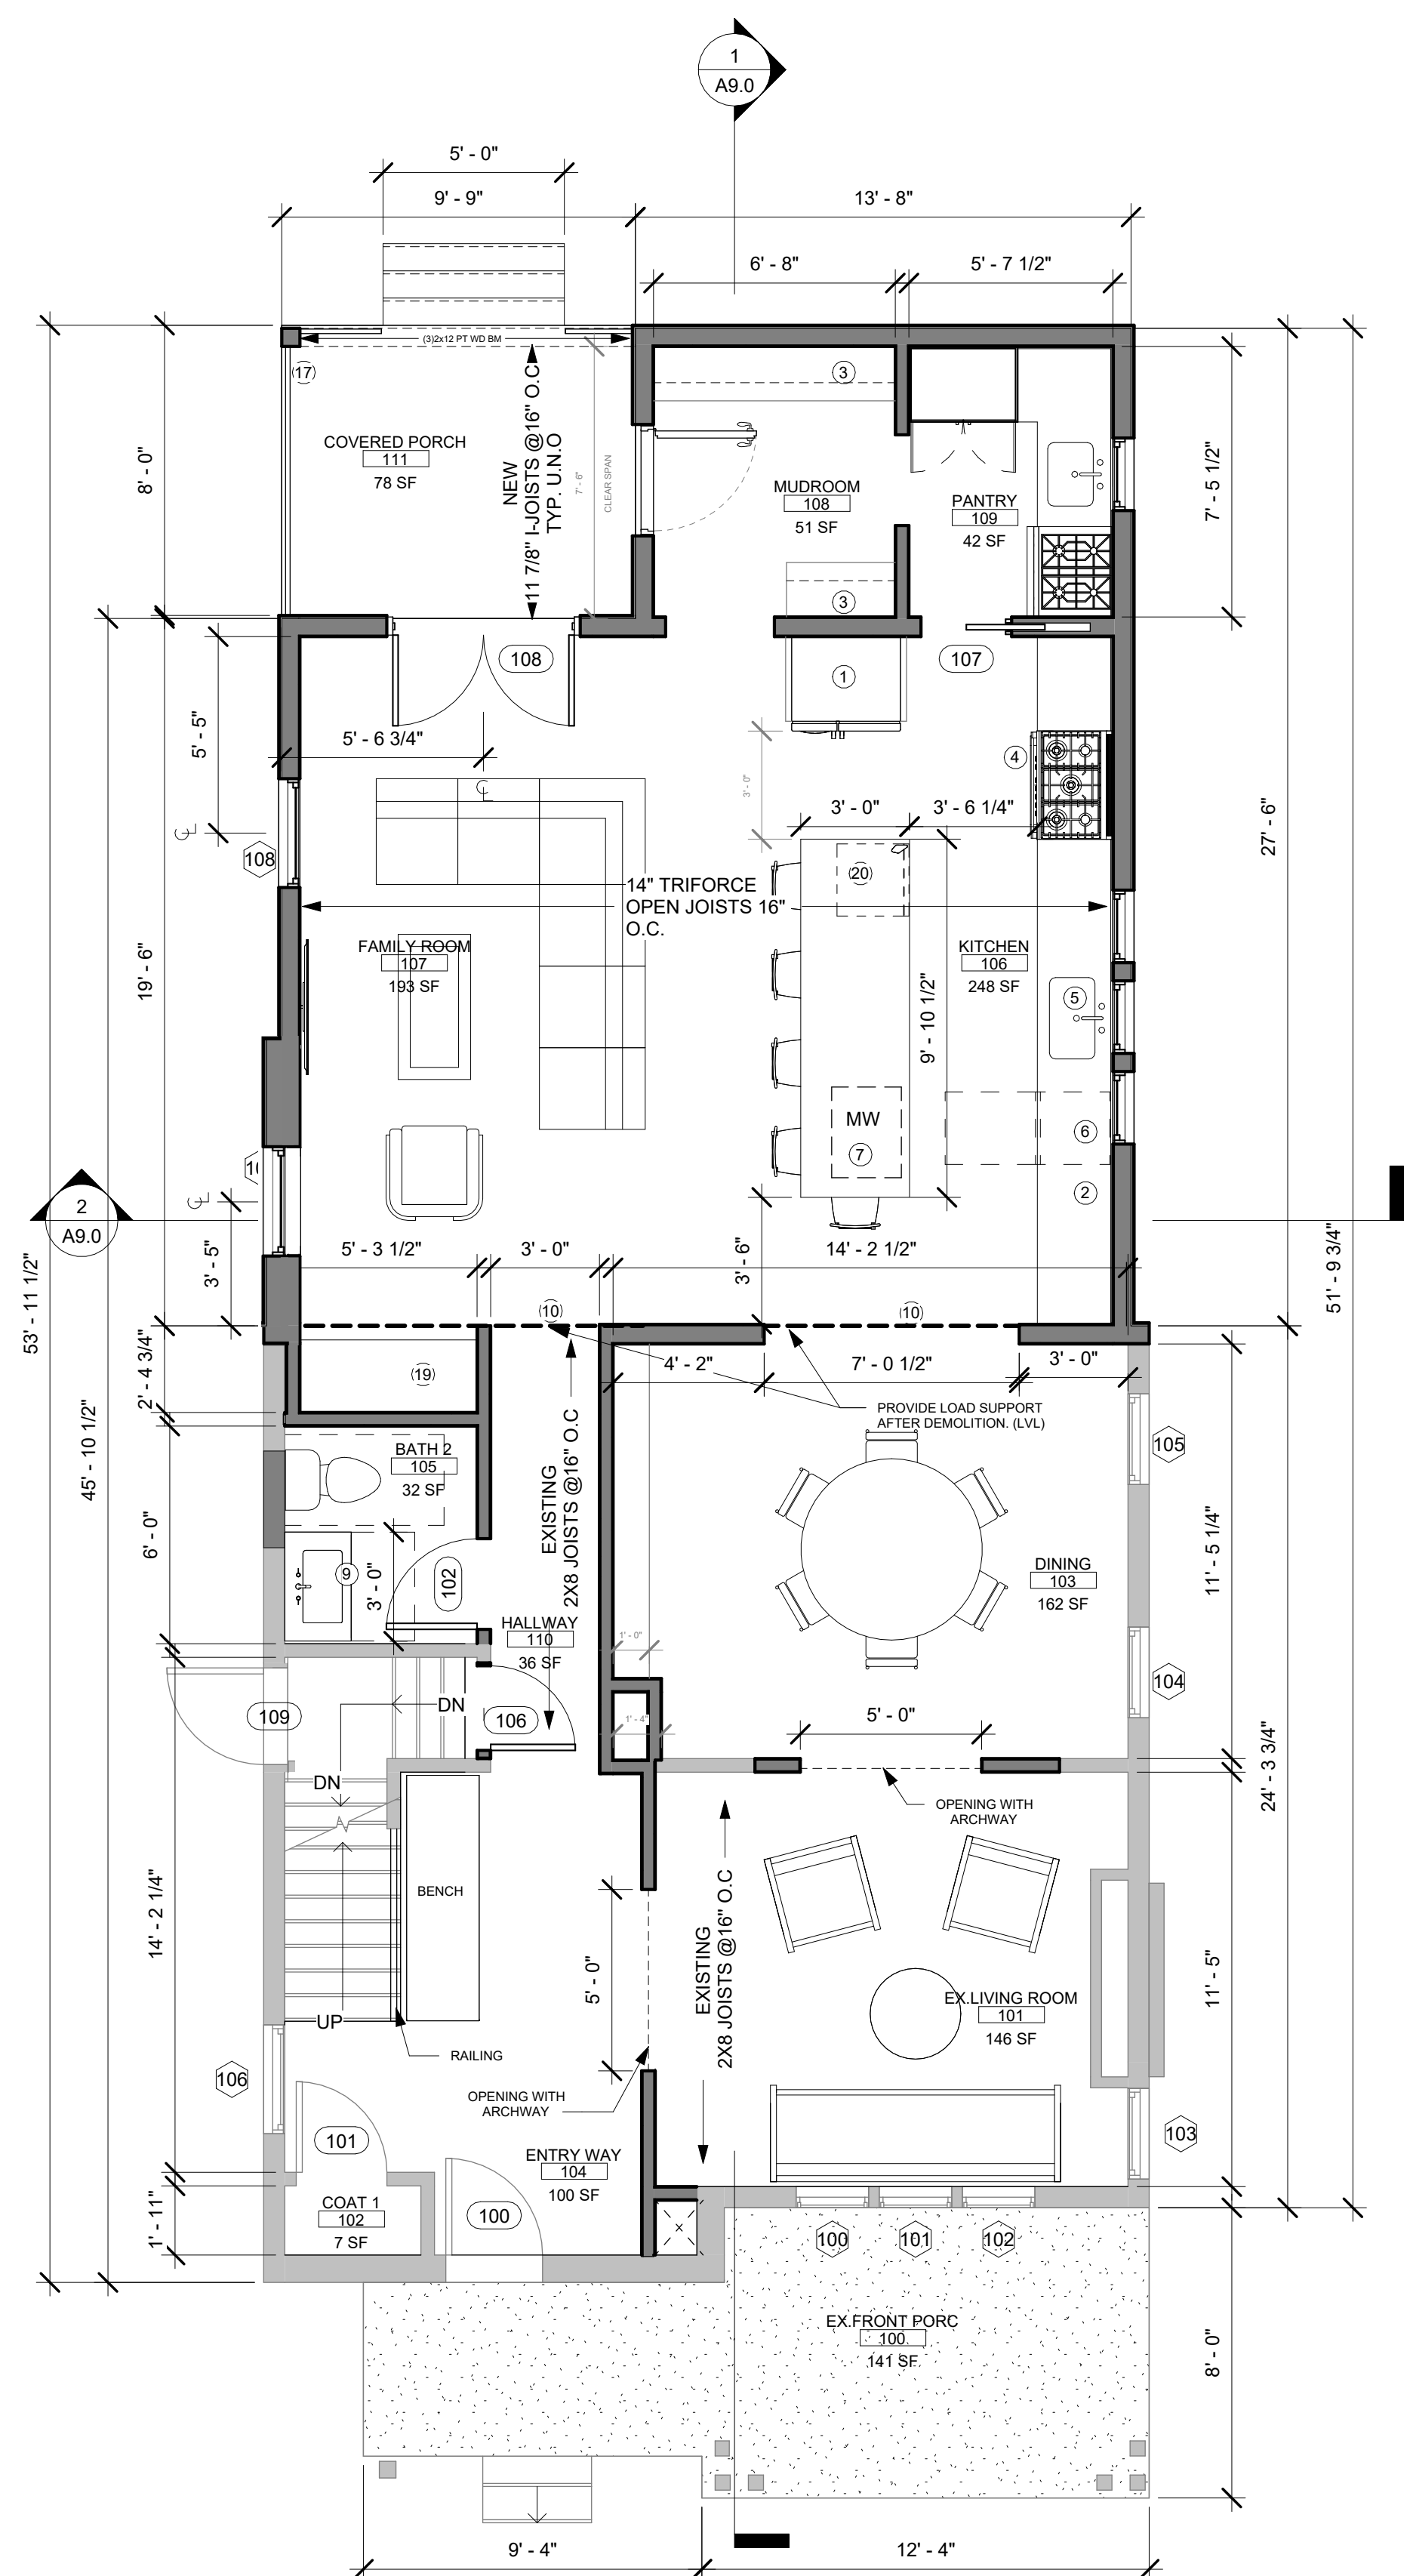 1
A9.0
5' - 0"
9' - 9"
13' - 8"
6' - 8"
5' - 7 1/2"
(3)2x12 PT WD BM
17
3
COVERED PORCH
111
78 SF
NEW
11 7/8" I-JOISTS @16" O.C
TYP. U.N.O
7' - 6"
CLEAR SPAN
MUDROOM
108
51 SF
PANTRY
109
42 SF
8' - 0"
7' - 5 1/2"
3
108
1
107
5' - 5"
5' - 6 3/4"
4
3' - 0"
3' - 0"
3' - 6 1/4"
27' - 6"
108
20
14" TRIFORCE
OPEN JOISTS 16"
O.C.
FAMILY ROOM
107
193 SF
KITCHEN
106
248 SF
19' - 6"
5
9' - 10 1/2"
MW
7
6
2
2
A9.0
3' - 5"
5' - 3 1/2"
3' - 0"
3' - 6"
14' - 2 1/2"
53' - 11 1/2"
51' - 9 3/4"
10
10
2' - 4 3/4"
19
4' - 2"
7' - 0 1/2"
3' - 0"
PROVIDE LOAD SUPPORT
AFTER DEMOLITION. (LVL)
45' - 10 1/2"
BATH 2
105
32 SF
EXISTING
2X8 JOISTS @16" O.C
105
6' - 0"
9
3' - 0"
102
11' - 5 1/4"
DINING
103
162 SF
HALLWAY
110
36 SF
1' - 0"
104
DN
109
106
1' - 4"
5' - 0"
DN
24' - 3 3/4"
OPENING WITH
ARCHWAY
BENCH
14' - 2 1/4"
EXISTING
2X8 JOISTS @16" O.C
5' - 0"
11' - 5"
EX.LIVING ROOM
101
146 SF
UP
RAILING
106
OPENING WITH
ARCHWAY
103
101
ENTRY WAY
104
100 SF
1' - 11"
COAT 1
102
7 SF
100
100
101
102
EX.FRONT PORC
100
141 SF
8' - 0"
9' - 4"
12' - 4"